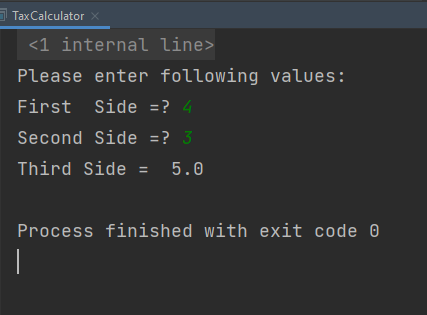 TaxCalculator
<1 internal line>
Please enter following values:
First  Side =? 4
Second Side =? 3
Third Side =  5.0
Process finished with exit code 0